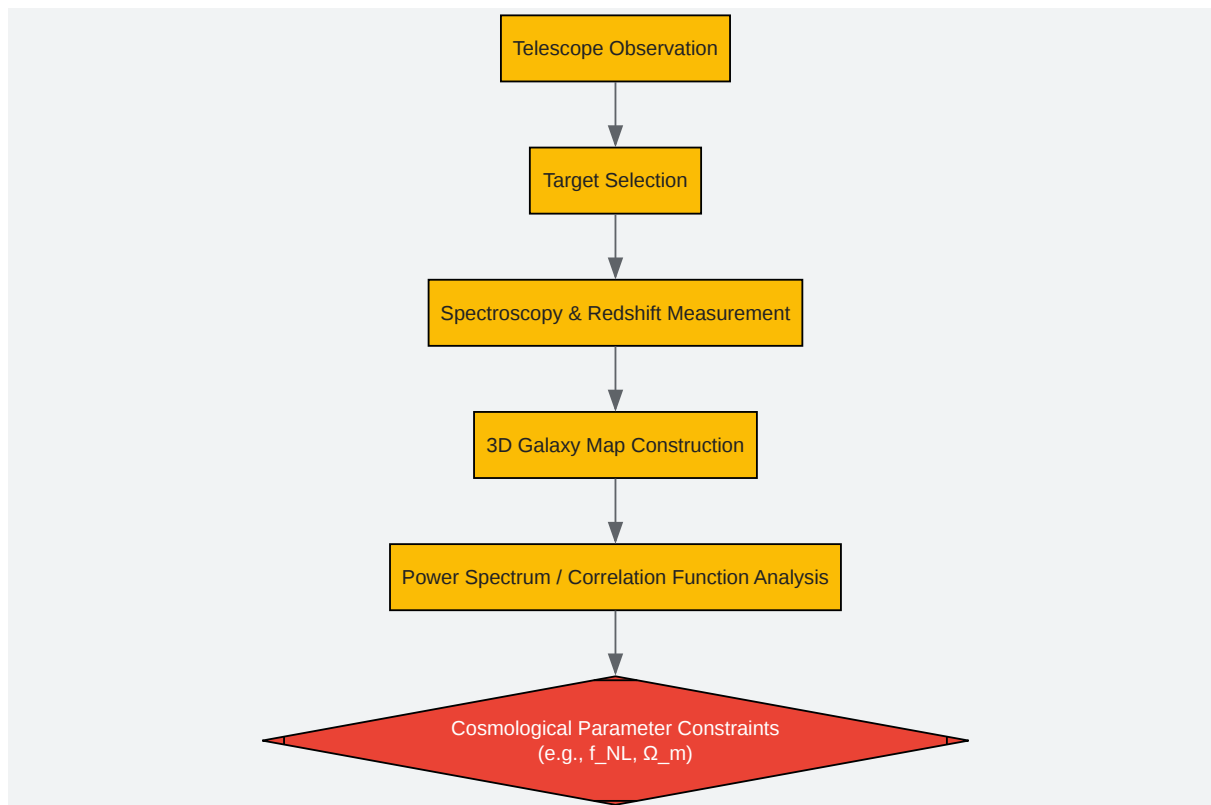 Telescope Observation
Target Selection
Spectroscopy & Redshift Measurement
3D Galaxy Map Construction
Power Spectrum / Correlation Function Analysis
Cosmological Parameter Constraints
(e.g., f_NL, Ω_m)